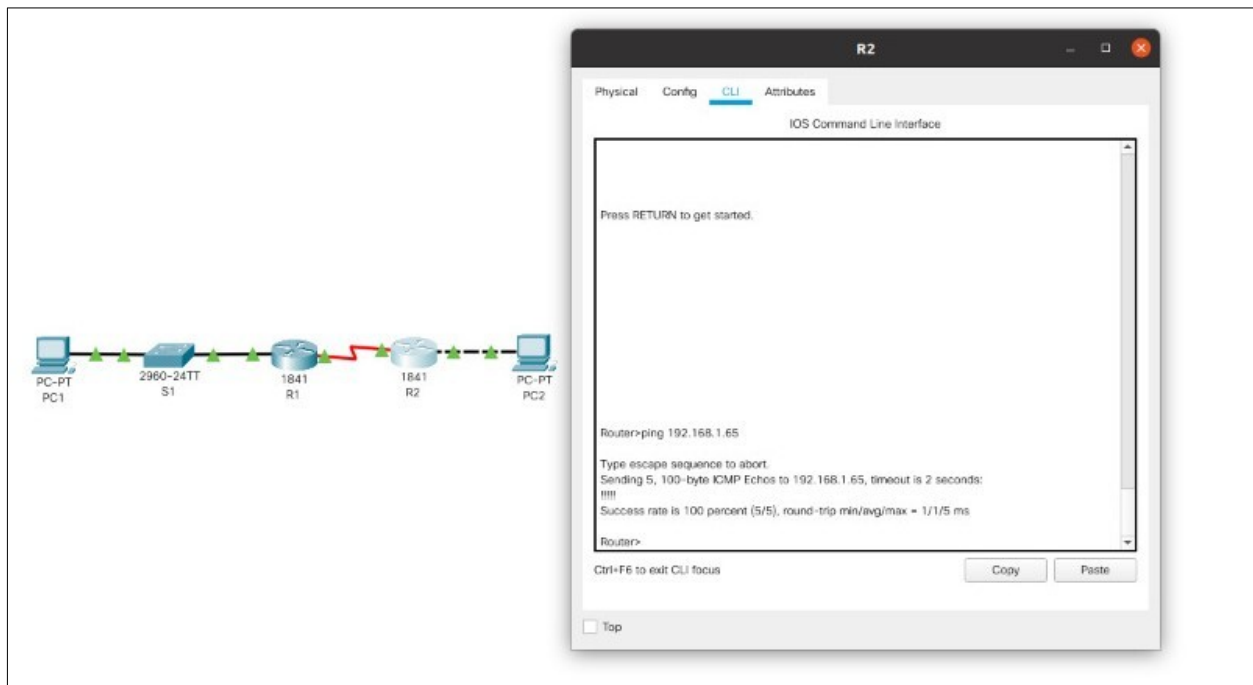 R2
Physical Config CLI Attributes
IOS Command Line Interface
Press RETURN to get started.
Router>ping 192.168.1.65
Type escape sequence to abort.
Sending 5, 100-byte ICMP Echos to 192.168.1.65, timeout is 2 seconds:
!!!!!
Success rate is 100 percent (5/5), round-trip min/avg/max = 1/1/5 ms
Router>
Ctrl+F6 to exit CLI focus
Copy Paste
Top
PC-PT
PC1
2960-24TT
S1
1841
R1
1841
R2
PC-PT
PC2